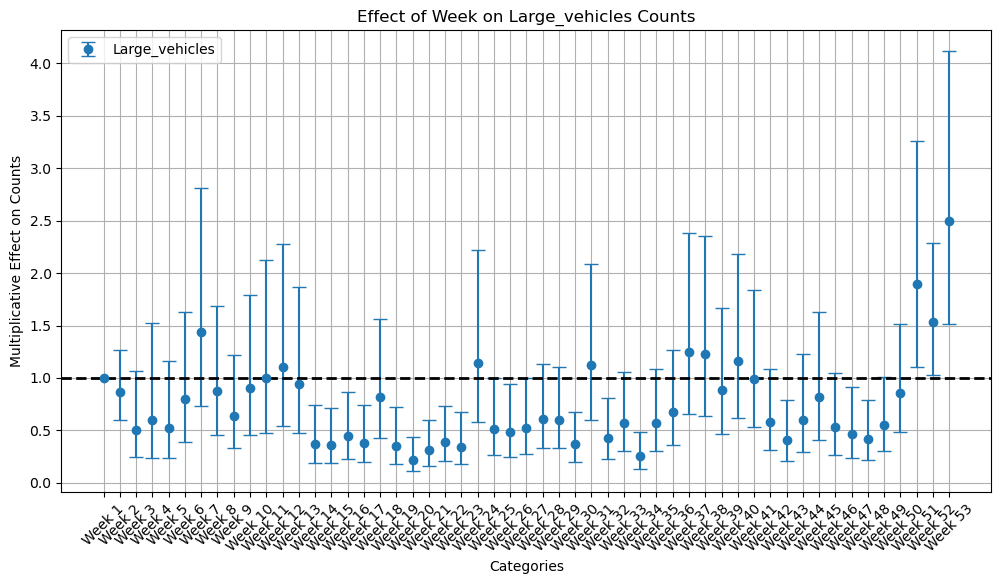 Effect of Week on Large_vehicles Counts
Large_vehicles
Multiplicative Effect on Counts
4.0
3.5
3.0
2.5
2.0
1.5
1.0
0.5
0.0
Week 1
Week 2
Week 3
Week 4
Week 5
Week 6
Week 7
Week 8
Week 9
Week 10
Week 11
Week 12
Week 13
Week 14
Week 15
Week 16
Week 17
Week 18
Week 19
Week 20
Week 21
Week 22
Week 23
Week 24
Week 25
Week 26
Week 27
Week 28
Week 29
Week 30
Week 31
Week 32
Week 33
Week 34
Week 35
Week 36
Week 37
Week 38
Week 39
Week 40
Week 41
Week 42
Week 43
Week 44
Week 45
Week 46
Week 47
Week 48
Week 49
Week 50
Week 51
Week 52
Week 53
Categories